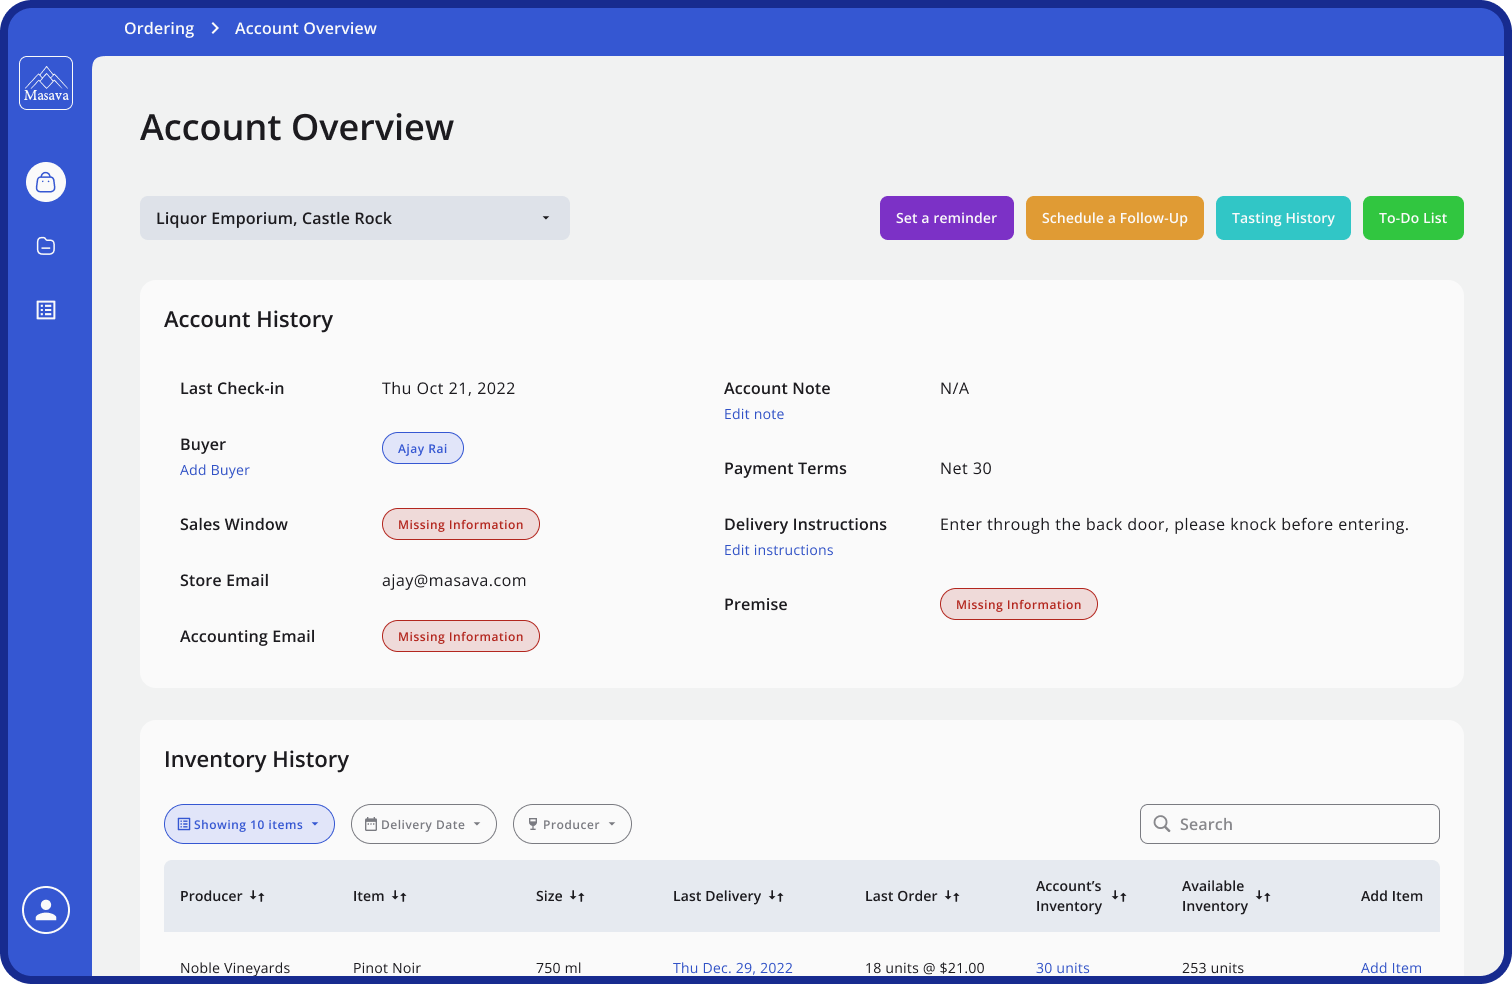 Ordering > Account Overview
Masava
Account Overview
Liquor Emporium, Castle Rock
Set a reminder
Schedule a Follow-Up
Tasting History
To-Do List
Account History
Last Check-in Thu Oct 21, 2022
Buyer Ajay Rai
Add Buyer
Sales Window Missing Information
Store Email ajay@masava.com
Accounting Email Missing Information
Account Note N/A
Edit note
Payment Terms Net 30
Delivery Instructions Enter through the back door, please knock before entering.
Edit instructions
Premise Missing Information
Inventory History
Showing 10 items
Delivery Date
Producer
Search
Producer Item Size Last Delivery Last Order Account’s Inventory Available Inventory Add Item
Noble Vineyards Pinot Noir 750 ml Thu Dec. 29, 2022 18 units @ $21.00 30 units 253 units Add Item